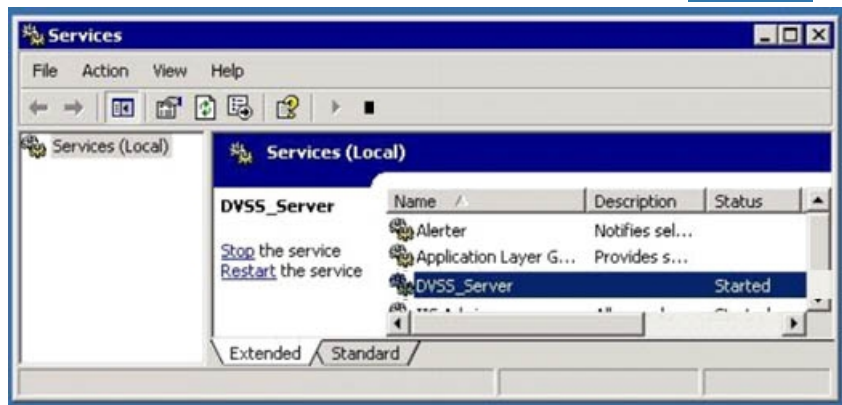 Services
File Action View Help
Services (Local)
Services (Local)
DVSS_Server
Stop the service
Restart the service
Name Description Status
Alerter Notifies sel...
Application Layer G... Provides s...
DVSS_Server Started
Extended Standard